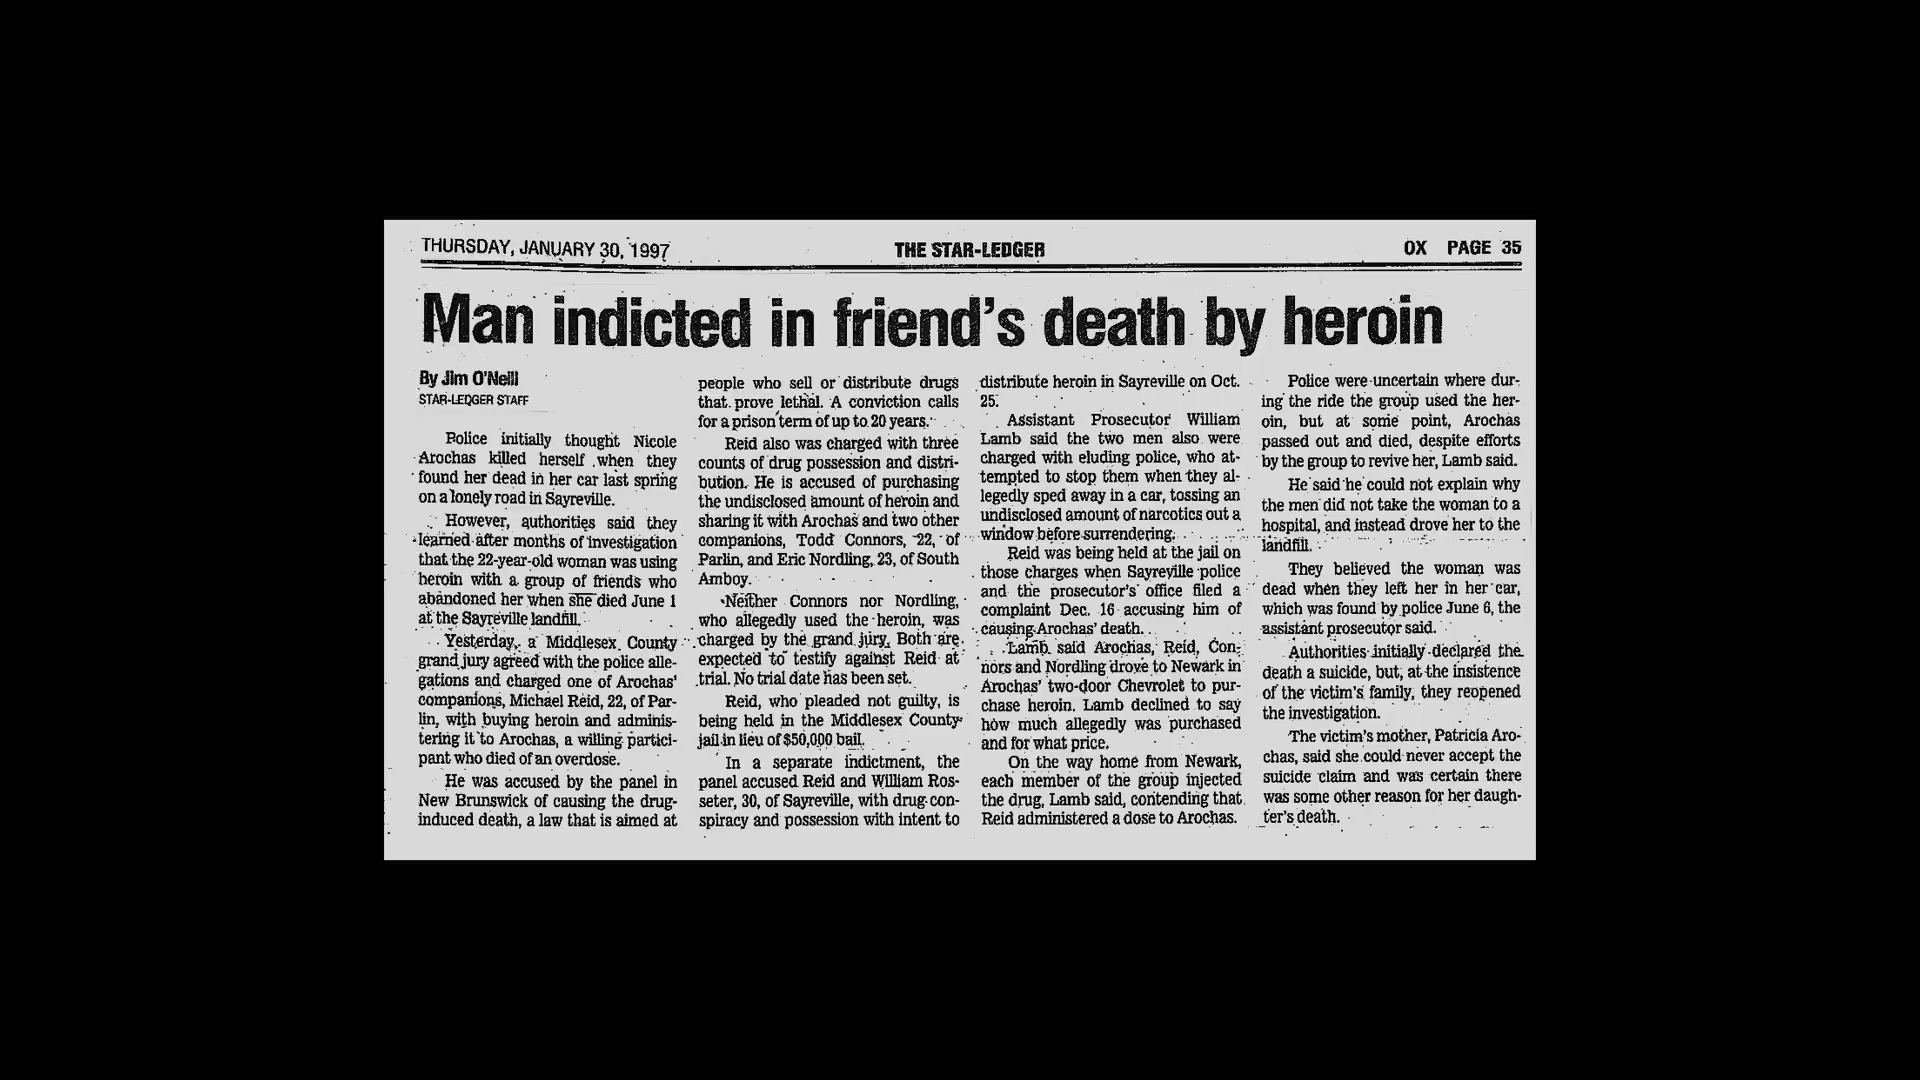 THURSDAY, JANUARY 30, 1997 THE STAR-LEDGER OX PAGE 35
Man indicted in friend's death by heroin
By Jim O'Neill
STAR-LEDGER STAFF
Police initially thought Nicole
Arochas killed herself when they
found her dead in her car last spring
on a lonely road in Sayreville.
However, authorities said they
learned after months of investigation
that the 22-year-old woman was using
heroin with a group of friends who
abandoned her when she died June 1
at the Sayreville landfill.
Yesterday, a Middlesex County
grand jury agreed with the police alle-
gations and charged one of Arochas'
companions, Michael Reid, 22, of Par-
lin, with buying heroin and adminis-
tering it to Arochas, a willing partici-
pant who died of an overdose.
He was accused by the panel in
New Brunswick of causing the drug-
induced death, a law that is aimed at
people who sell or distribute drugs
that prove lethal. A conviction calls
for a prison term of up to 20 years.
Reid also was charged with three
counts of drug possession and distri-
bution. He is accused of purchasing
the undisclosed amount of heroin and
sharing it with Arochas and two other
companions, Todd Connors, 22, of
Parlin, and Eric Nordling, 23, of South
Amboy.
Neither Connors nor Nordling,
who allegedly used the heroin, was
charged by the grand jury. Both are
expected to testify against Reid at
trial. No trial date has been set.
Reid, who pleaded not guilty, is
being held in the Middlesex County
jail in lieu of $50,000 bail.
In a separate indictment, the
panel accused Reid and William Ros-
seter, 30, of Sayreville, with drug con-
spiracy and possession with intent to
distribute heroin in Sayreville on Oct.
25.
Assistant Prosecutor William
Lamb said the two men also were
charged with eluding police, who at-
tempted to stop them when they al-
legedly sped away in a car, tossing an
undisclosed amount of narcotics out a
window before surrendering.
Reid was being held at the jail on
those charges when Sayreville police
and the prosecutor's office filed a
complaint Dec. 16 accusing him of
causing Arochas' death.
Lamb said Arochas, Reid, Con-
nors and Nordling drove to Newark in
Arochas' two-door Chevrolet to pur-
chase heroin. Lamb declined to say
how much allegedly was purchased
and for what price.
On the way home from Newark,
each member of the group injected
the drug, Lamb said, contending that
Reid administered a dose to Arochas.
Police were uncertain where dur-
ing the ride the group used the her-
oin, but at some point, Arochas
passed out and died, despite efforts
by the group to revive her, Lamb said.
He said he could not explain why
the men did not take the woman to a
hospital, and instead drove her to the
landfill.
They believed the woman was
dead when they left her in her car,
which was found by police June 6, the
assistant prosecutor said.
Authorities initially declared the
death a suicide, but, at the insistence
of the victim's family, they reopened
the investigation.
The victim's mother, Patricia Aro-
chas, said she could never accept the
suicide claim and was certain there
was some other reason for her daugh-
ter's death.